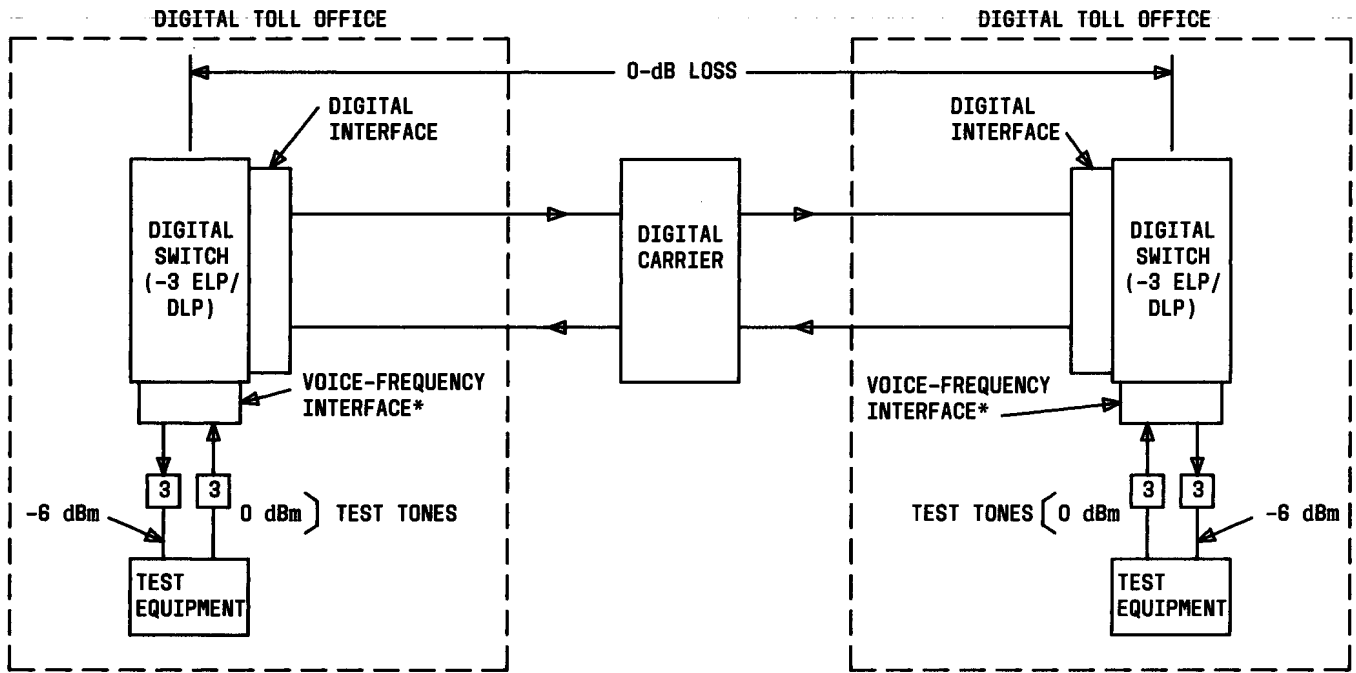 DIGITAL TOLL OFFICE
DIGITAL TOLL OFFICE
0-dB LOSS
DIGITAL
INTERFACE
DIGITAL
INTERFACE
DIGITAL
SWITCH
(-3 ELP/
DLP)
DIGITAL
CARRIER
DIGITAL
SWITCH
(-3 ELP/
DLP)
VOICE-FREQUENCY
INTERFACE*
VOICE-FREQUENCY
INTERFACE*
3
3
-6 dBm
0 dBm) TEST TONES
3
3
TEST TONES (0 dBm
-6 dBm
TEST
EQUIPMENT
TEST
EQUIPMENT